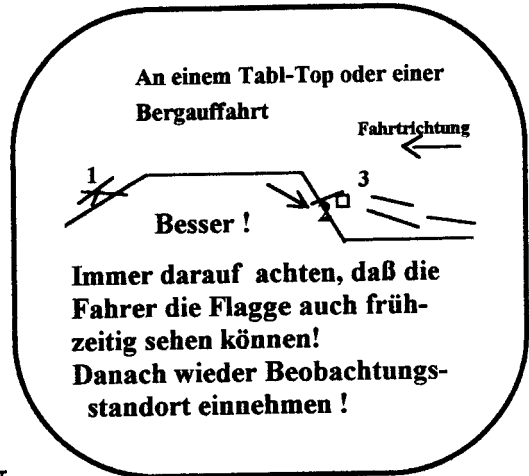 An einem Tabl-Top oder einer
Bergauffahrt
Fahrtrichtung
1
3
2
Besser !
Immer darauf achten, daß die
Fahrer die Flagge auch früh-
zeitig sehen können!
Danach wieder Beobachtungs-
standort einnehmen !